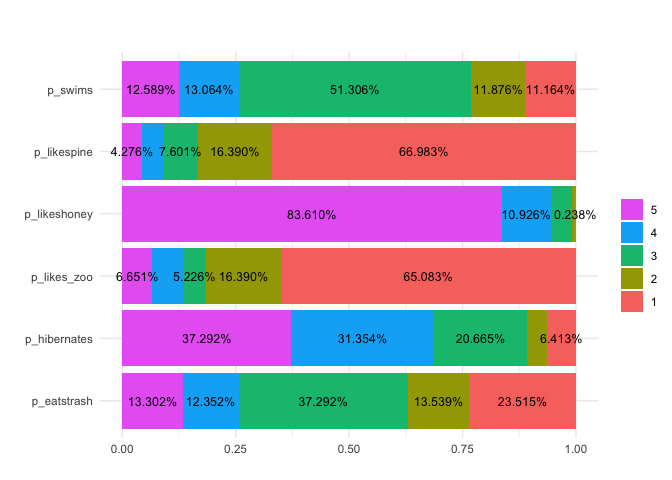 p_swims 12.589% 13.064% 51.306% 11.876% 11.164%
p_likespine 4.276% 7.601% 16.390% 66.983%
p_likeshoney 83.610% 10.926% 0.238%
p_likes_zoo 6.651% 5.226% 16.390% 65.083%
p_hibernates 37.292% 31.354% 20.665% 6.413%
p_eatstrash 13.302% 12.352% 37.292% 13.539% 23.515%
0.00 0.25 0.50 0.75 1.00
5
4
3
2
1